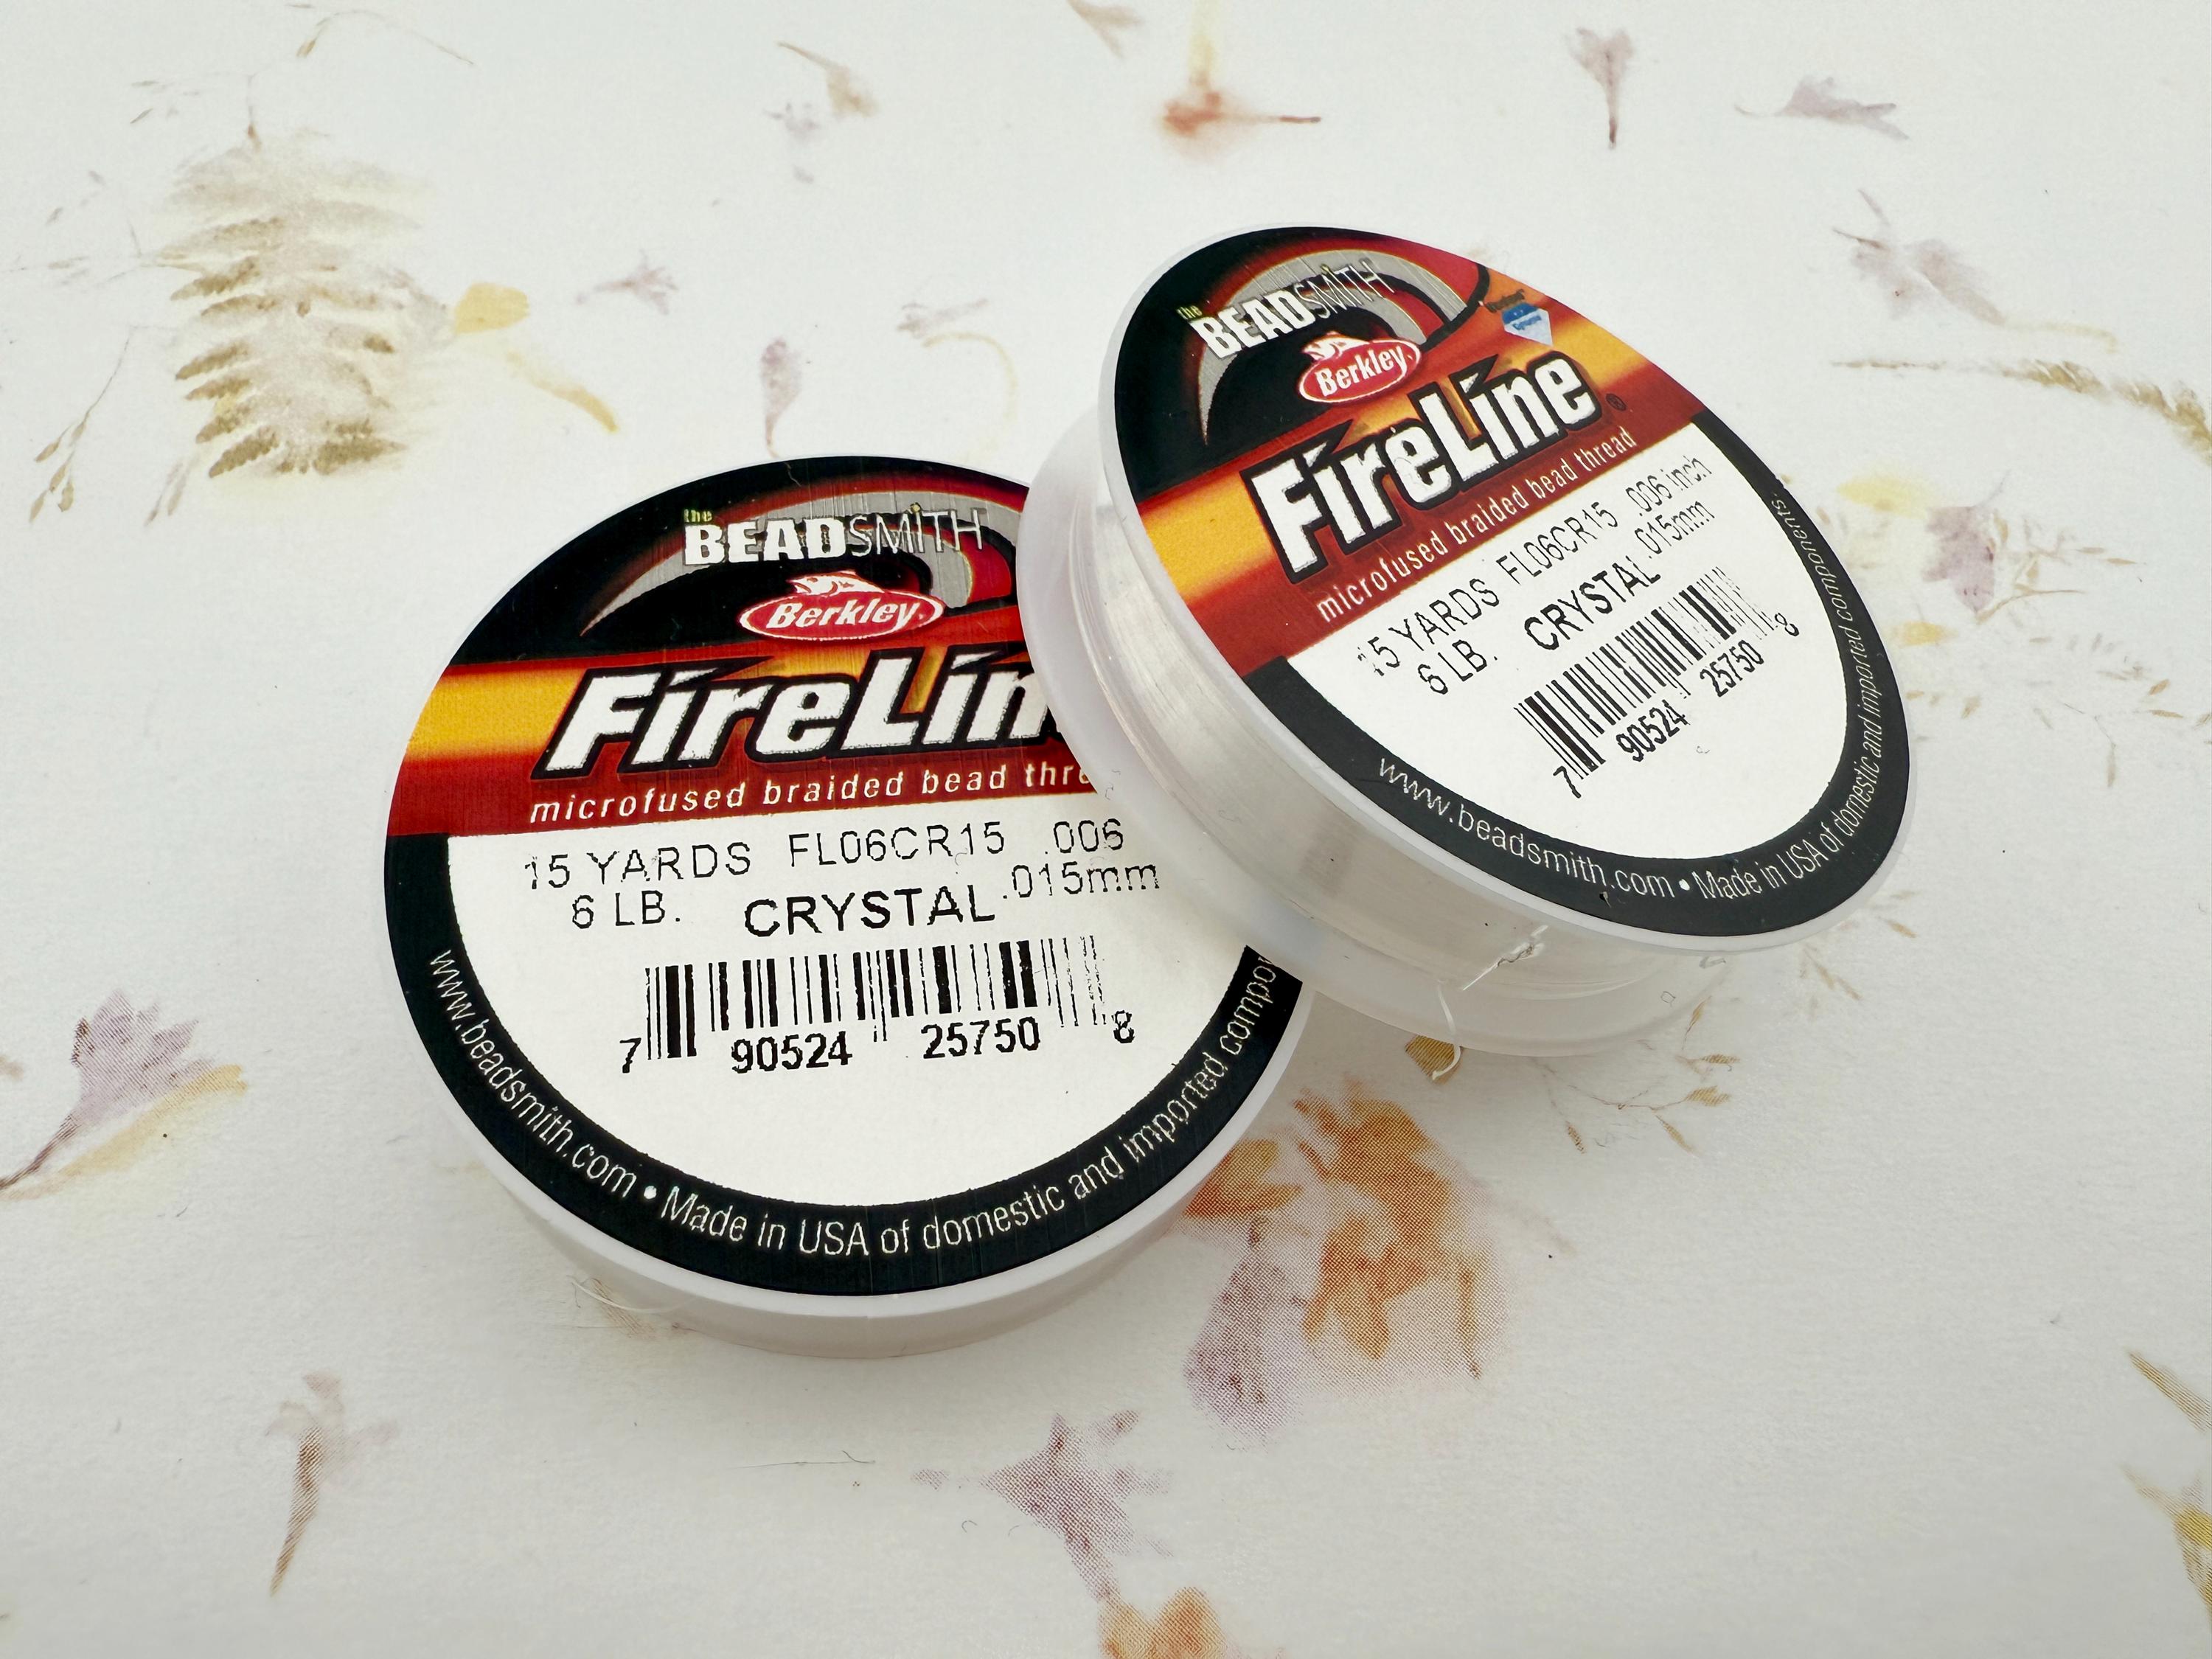 the
BEADSMITH
Berkley
FireLin
microfused braided bead thre
15 YARDS FL06CR15 .006
6 LB. CRYSTAL .015mm
7 90524 25750 8
www.beadsmith.com • Made in USA of domestic and imported compo
the
BEADSMITH
Berkley
FireLine®
microfused braided bead thread
15 YARDS FL06CR15 .006 inch
6 LB. CRYSTAL .015mm
7 90524 25750 8
www.beadsmith.com • Made in USA of domestic and imported components.